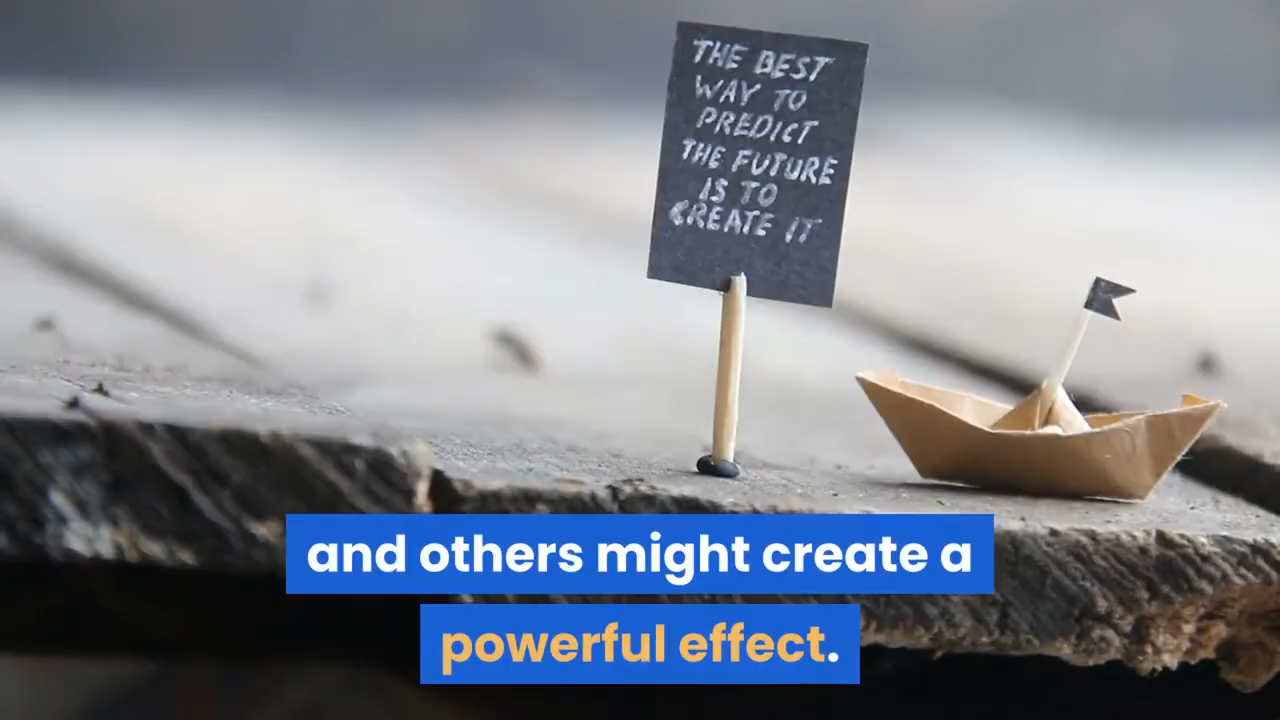 THE BEST
WAY TO
PREDICT
THE FUTURE
IS TO
CREATE IT
and others might create a
powerful effect.